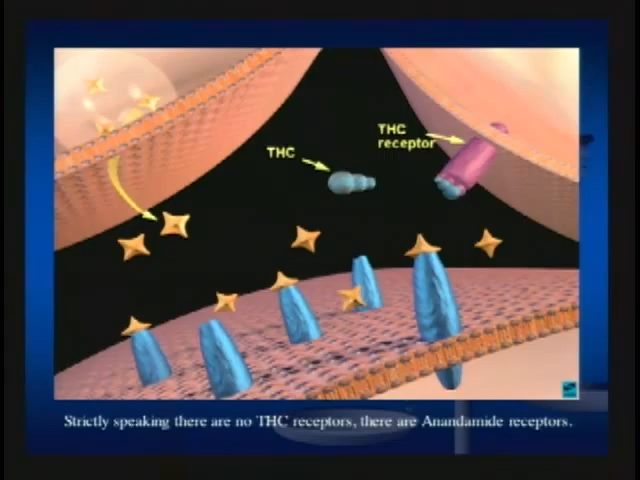 THC
THC
receptor
Strictly speaking there are no THC receptors, there are Anandamide receptors.